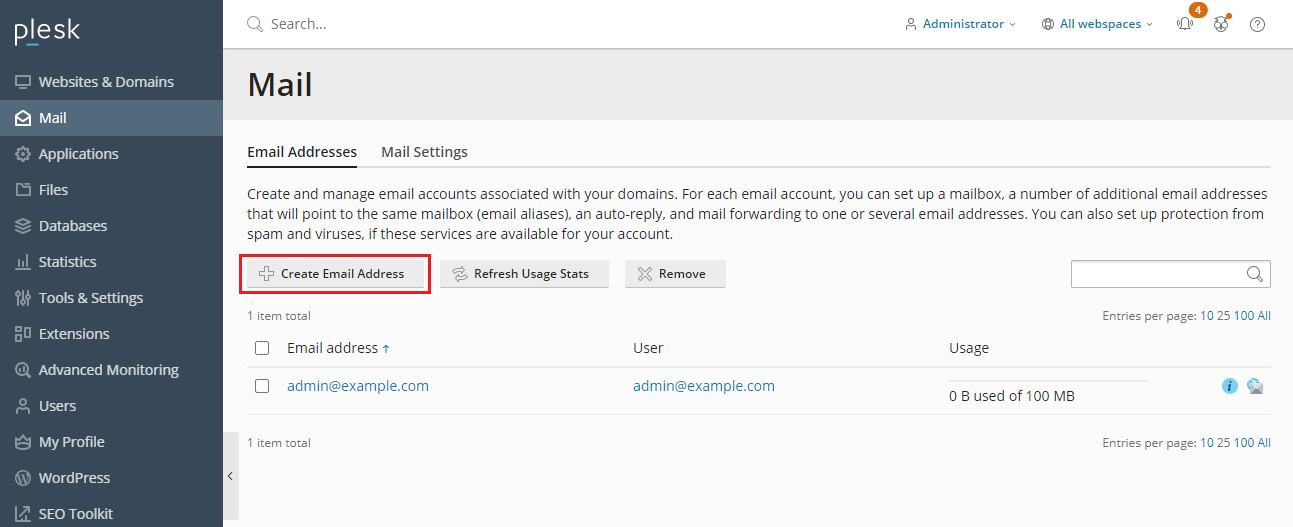 plesk
Search...
Administrator
All webspaces
4
Websites & Domains
Mail
Applications
Files
Databases
Statistics
Tools & Settings
Extensions
Advanced Monitoring
Users
My Profile
WordPress
SEO Toolkit
Mail
Email Addresses Mail Settings
Create and manage email accounts associated with your domains. For each email account, you can set up a mailbox, a number of additional email addresses
that will point to the same mailbox (email aliases), an auto-reply, and mail forwarding to one or several email addresses. You can also set up protection from
spam and viruses, if these services are available for your account.
Create Email Address Refresh Usage Stats Remove
1 item total Entries per page: 10 25 100 All
Email address ↑ User Usage
admin@example.com admin@example.com
0 B used of 100 MB
1 item total Entries per page: 10 25 100 All